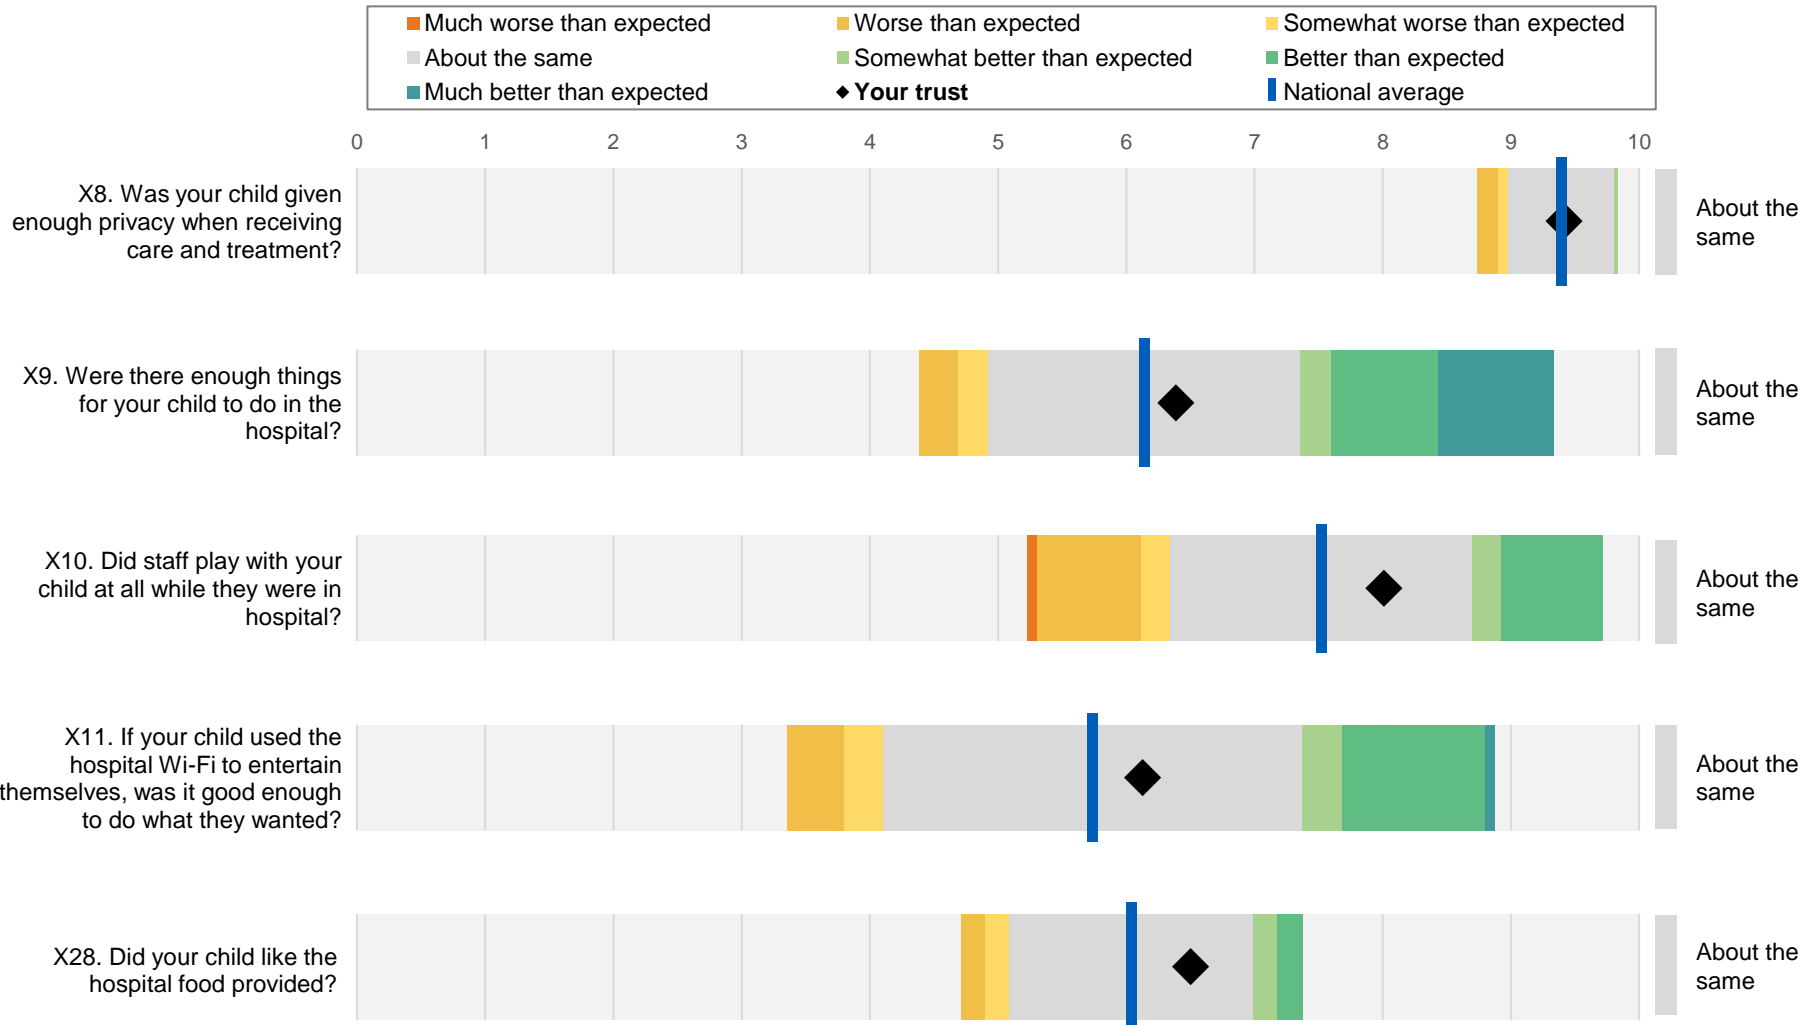 Much worse than expected
Worse than expected
Somewhat worse than expected
About the same
Somewhat better than expected
Better than expected
Much better than expected
Your trust
National average
0 1 2 3 4 5 6 7 8 9 10
X8. Was your child given
enough privacy when receiving
care and treatment?
About the
same
X9. Were there enough things
for your child to do in the
hospital?
About the
same
X10. Did staff play with your
child at all while they were in
hospital?
About the
same
X11. If your child used the
hospital Wi-Fi to entertain
themselves, was it good enough
to do what they wanted?
About the
same
X28. Did your child like the
hospital food provided?
About the
same